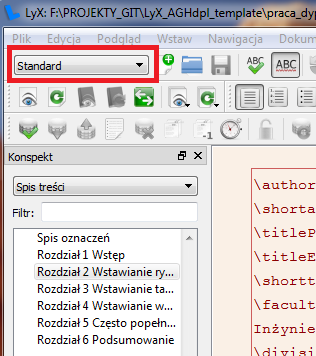 LyX: F:\PROJEKTY_GIT\LyX_AGHdpl_template\praca_dyp
Plik Edycja Podgląd Wstaw Nawigacja Dokum
Standard
ABC ABC
-1
Konspekt
Spis treści
Filtr:
Spis oznaczeń
Rozdział 1 Wstęp
Rozdział 2 Wstawianie ry...
Rozdział 3 Wstawianie ta...
Rozdział 4 Wstawianie w...
Rozdział 5 Często popełn...
Rozdział 6 Podsumowanie
\author
\shorta
\titleP
\titleE
\shortt
\facult
Inżynie
\divisi